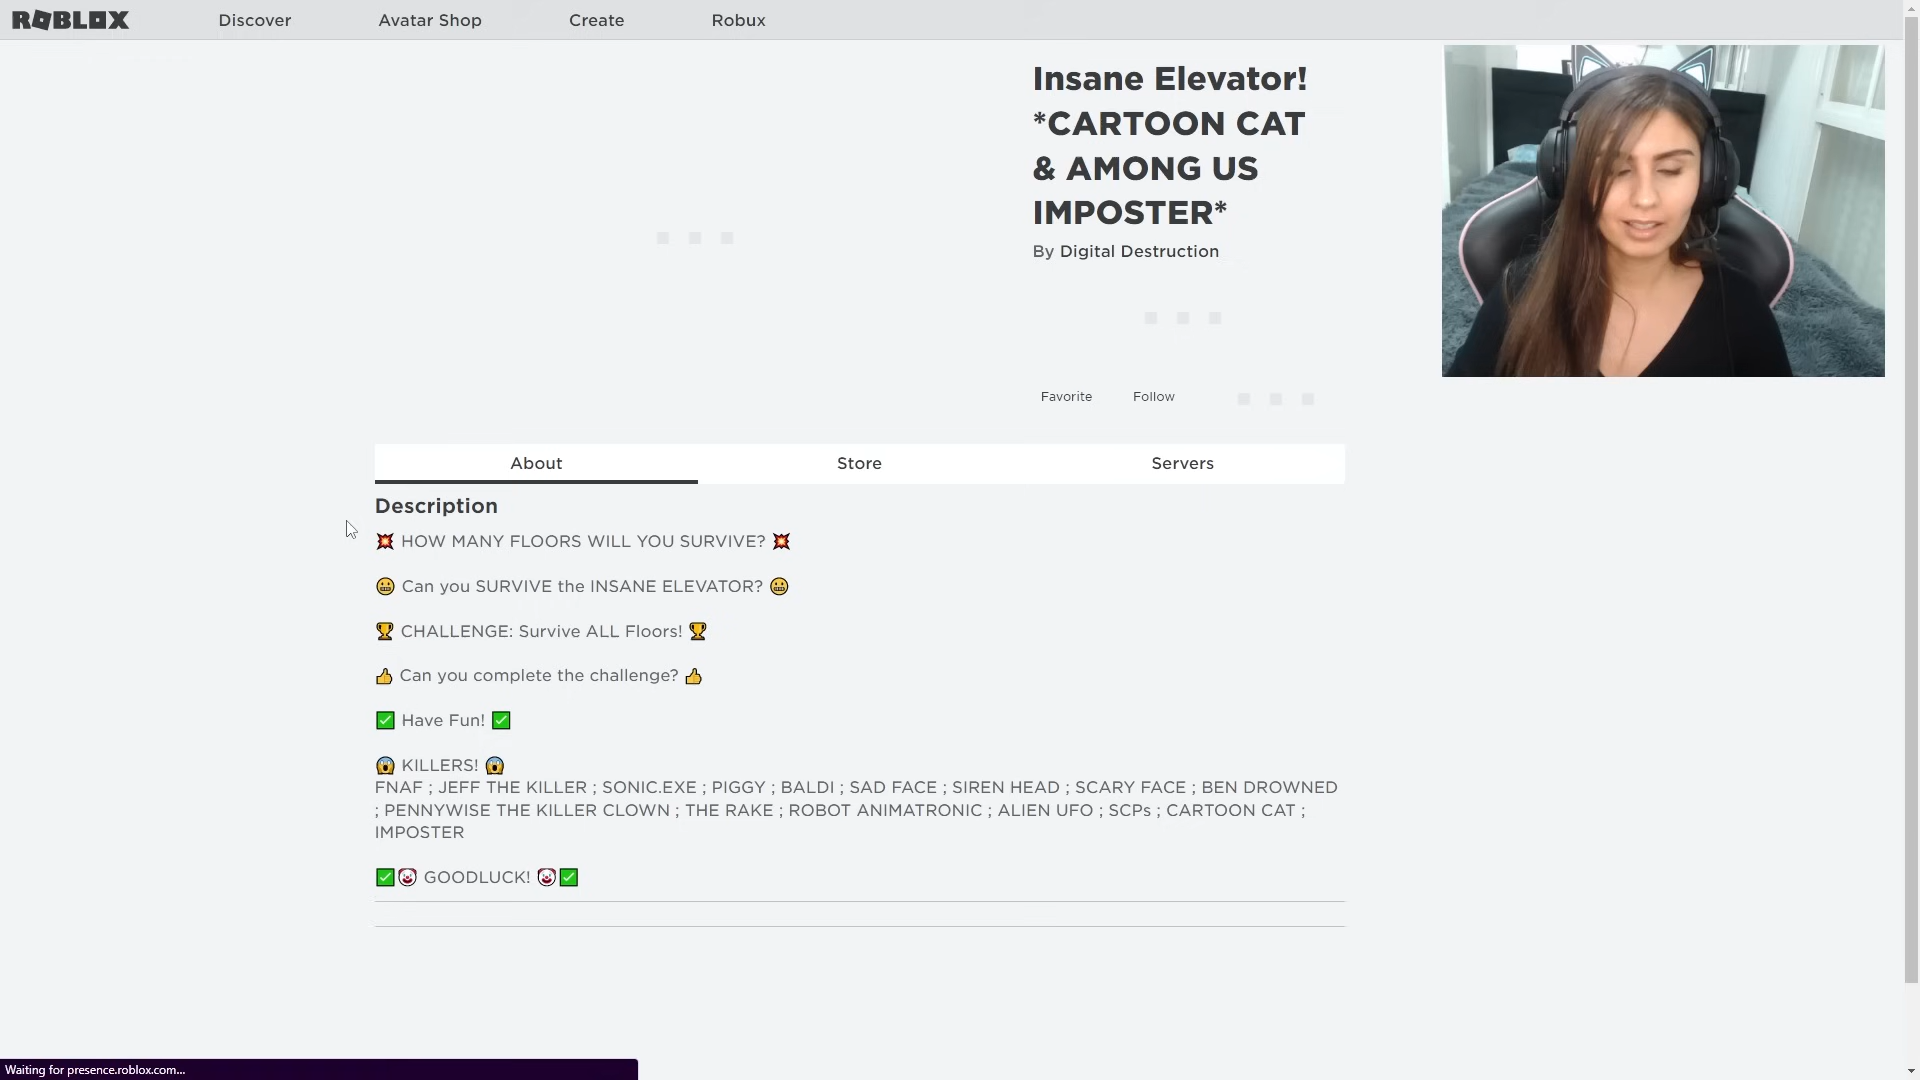 ROBLOX
Discover
Avatar Shop
Create
Robux
Insane Elevator!
*CARTOON CAT
& AMONG US
IMPOSTER*
By Digital Destruction
Favorite
Follow
About
Store
Servers
Description
💥 HOW MANY FLOORS WILL YOU SURVIVE? 💥
😬 Can you SURVIVE the INSANE ELEVATOR? 😬
🏆 CHALLENGE: Survive ALL Floors! 🏆
👍 Can you complete the challenge? 👍
✅ Have Fun! ✅
😱 KILLERS! 😱
FNAF ; JEFF THE KILLER ; SONIC.EXE ; PIGGY ; BALDI ; SAD FACE ; SIREN HEAD ; SCARY FACE ; BEN DROWNED
; PENNYWISE THE KILLER CLOWN ; THE RAKE ; ROBOT ANIMATRONIC ; ALIEN UFO ; SCPs ; CARTOON CAT ;
IMPOSTER
✅🤡 GOODLUCK! 🤡✅
Waiting for presence.roblox.com...